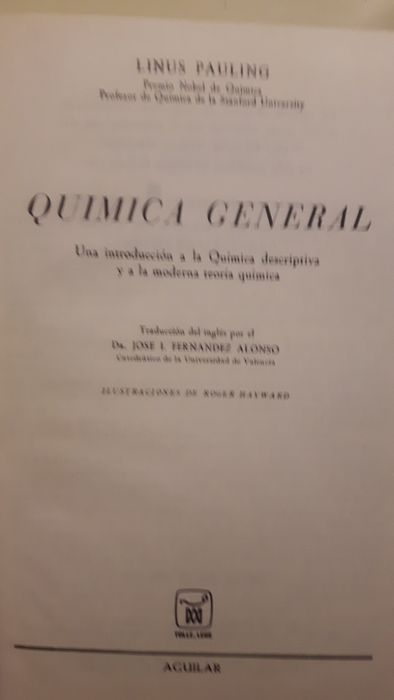 LINUS PAULING
Premio Nobel de Química
Profesor de Química de la Stanford University
QUIMICA GENERAL
Una introducción a la Química descriptiva
y a la moderna teoría química
Traducción del inglés por el
DR. JOSE I. FERNANDEZ ALONSO
Catedrático de la Universidad de Valencia
ILUSTRACIONES DE ROGER HAYWARD
TOLLE, LEGE
AGUILAR